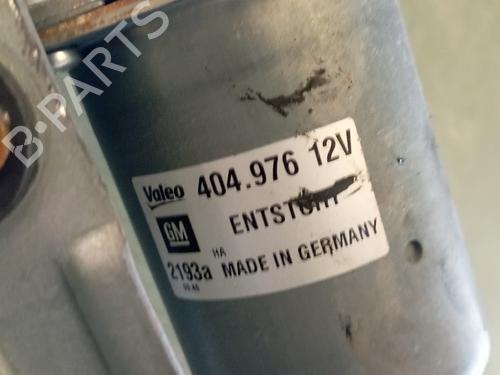 B-PARTS
Valeo 404.976 12V
GM ENTSTÖRT
HA
2193a MADE IN GERMANY